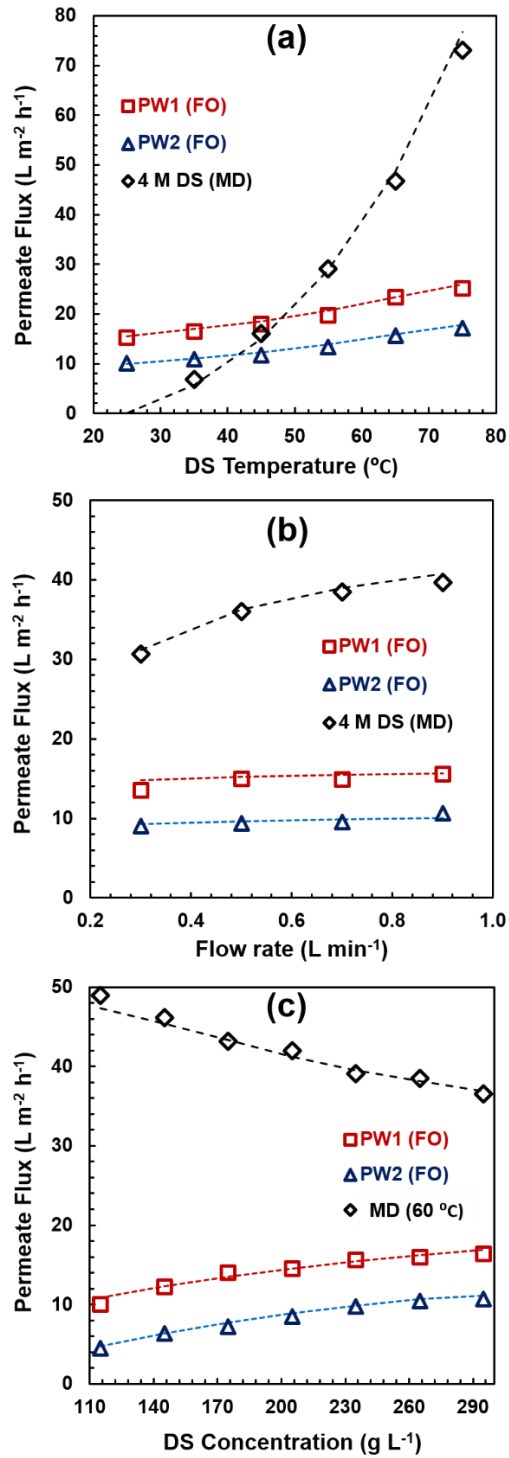 (a)
80
70
60
50
40
30
20
10
0
Permeate Flux (L m⁻² h⁻¹)
PW1 (FO)
PW2 (FO)
4 M DS (MD)
20 30 40 50 60 70 80
DS Temperature (⁰C)
(b)
50
40
30
20
10
0
Permeate Flux (L m⁻² h⁻¹)
PW1 (FO)
PW2 (FO)
4 M DS (MD)
0.2 0.4 0.6 0.8 1.0
Flow rate (L min⁻¹)
(c)
50
40
30
20
10
0
Permeate Flux (L m⁻² h⁻¹)
PW1 (FO)
PW2 (FO)
MD (60 ⁰C)
110 140 170 200 230 260 290
DS Concentration (g L⁻¹)